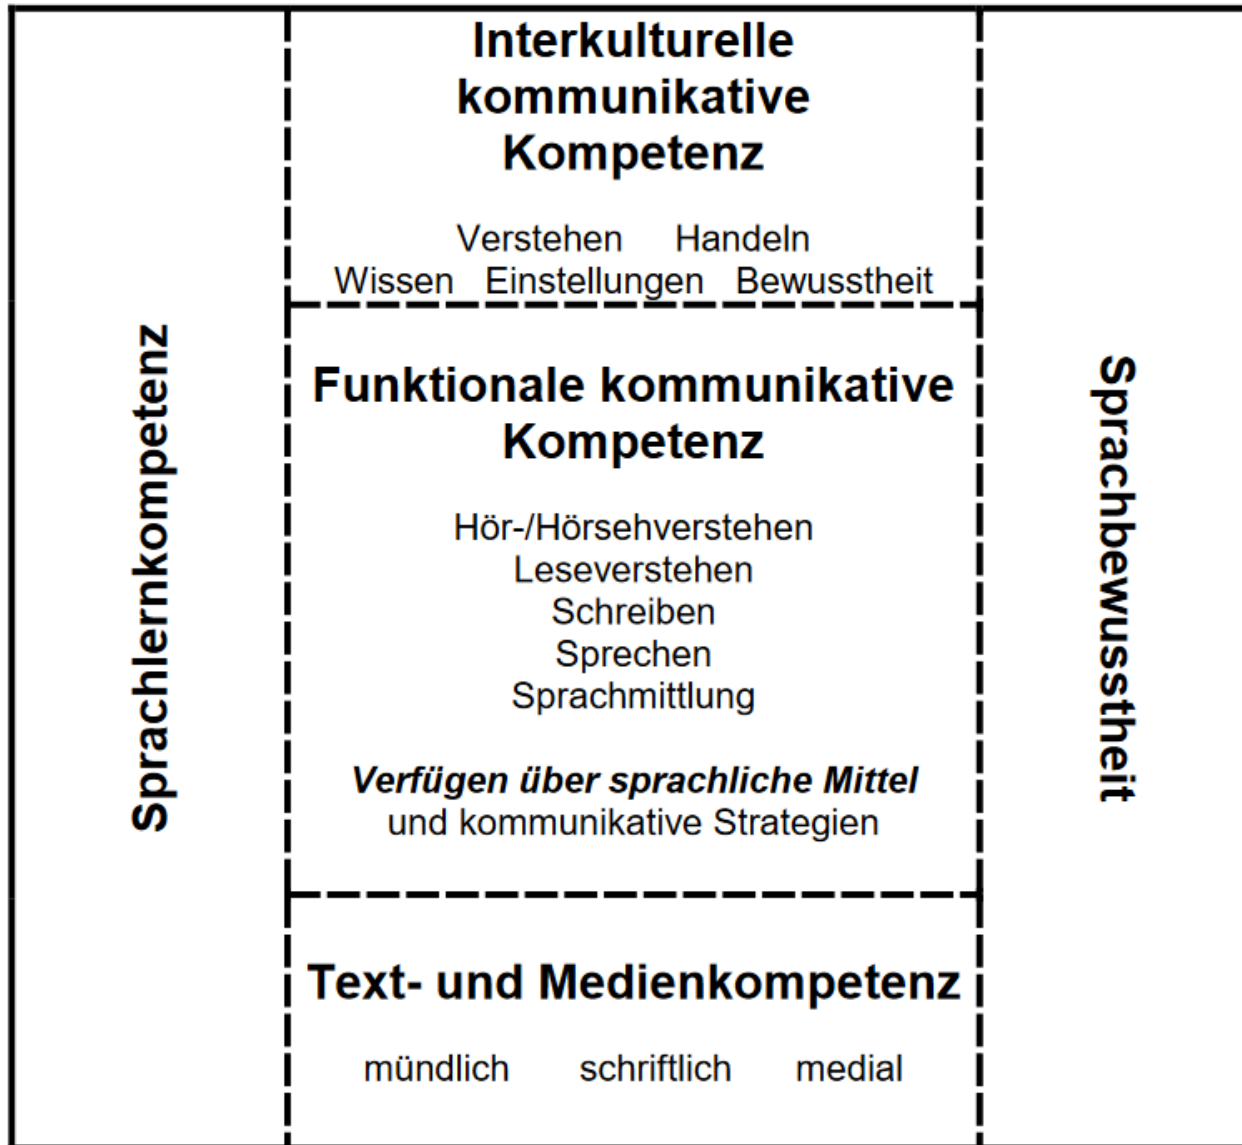 Sprachlernkompetenz
Interkulturelle
kommunikative
Kompetenz
Verstehen Handeln
Wissen Einstellungen Bewusstheit
Funktionale kommunikative
Kompetenz
Hör-/Hörsehverstehen
Leseverstehen
Schreiben
Sprechen
Sprachmittlung
Verfügen über sprachliche Mittel
und kommunikative Strategien
Text- und Medienkompetenz
mündlich schriftlich medial
Sprachbewusstheit